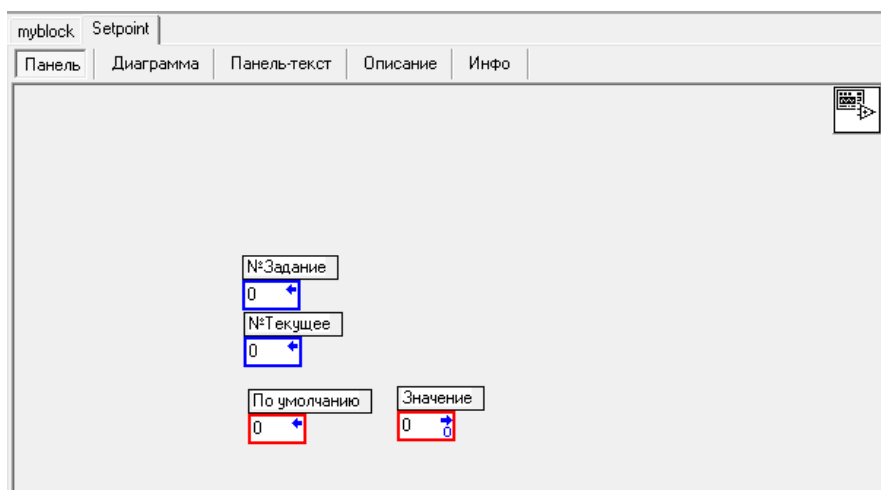 myblock Setpoint
Панель Диаграмма Панель-текст Описание Инфо
№Задание
0
№Текущее
0
По умолчанию Значение
0 0 0